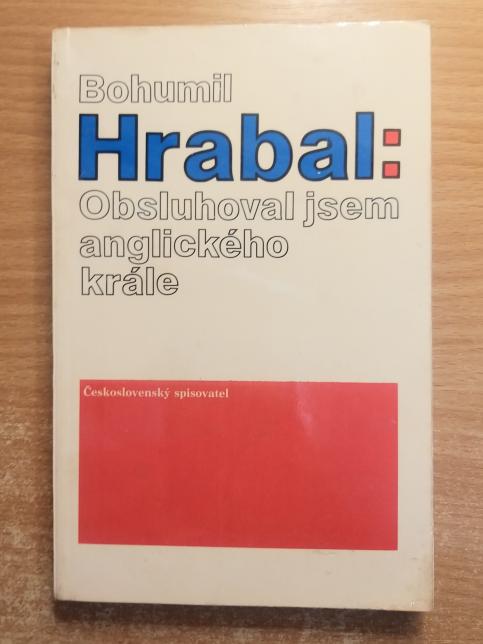 Bohumil
Hrabal:
Obsluhoval jsem
anglického
krále
Československý spisovatel